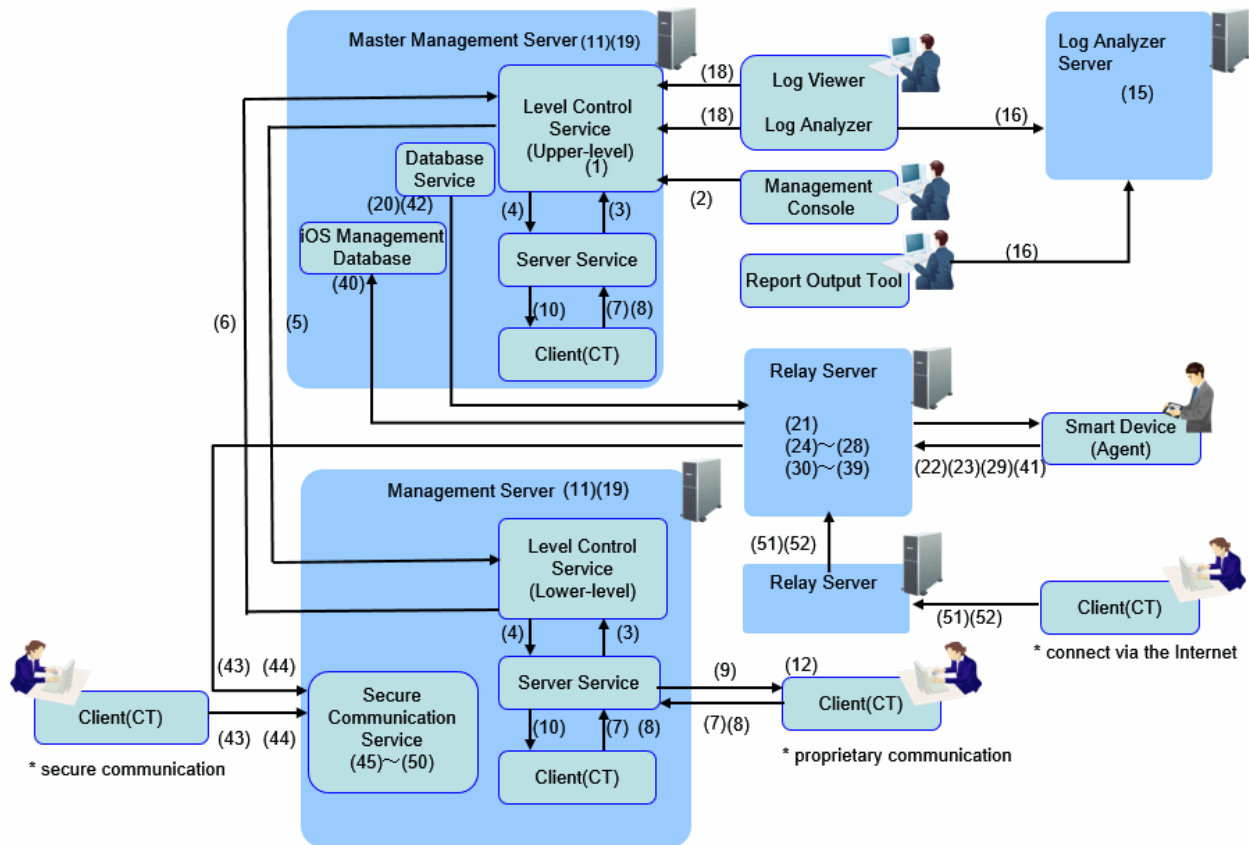 Master Management Server (11)(19)
Level Control
Service
(Upper-level)
(1)
Database
Service
(20)(42)
iOS Management
Database
(40)
(4)
(3)
Server Service
(10)
(7)(8)
Client(CT)
(6)
(5)
(18)
Log Viewer
(18)
Log Analyzer
(16)
Log Analyzer
Server
(15)
(2)
Management
Console
Report Output Tool
(16)
Relay Server
(21)
(24)~(28)
(30)~(39)
Smart Device
(Agent)
(22)(23)(29)(41)
(51)(52)
Relay Server
(51)(52)
Client(CT)
* connect via the Internet
Management Server (11)(19)
Level Control
Service
(Lower-level)
(4)
(3)
Server Service
(9)
(12)
(7)(8)
Client(CT)
* proprietary communication
(10)
(7) (8)
Client(CT)
(43) (44)
Client(CT)
(43) (44)
* secure communication
Secure
Communication
Service
(45)~(50)